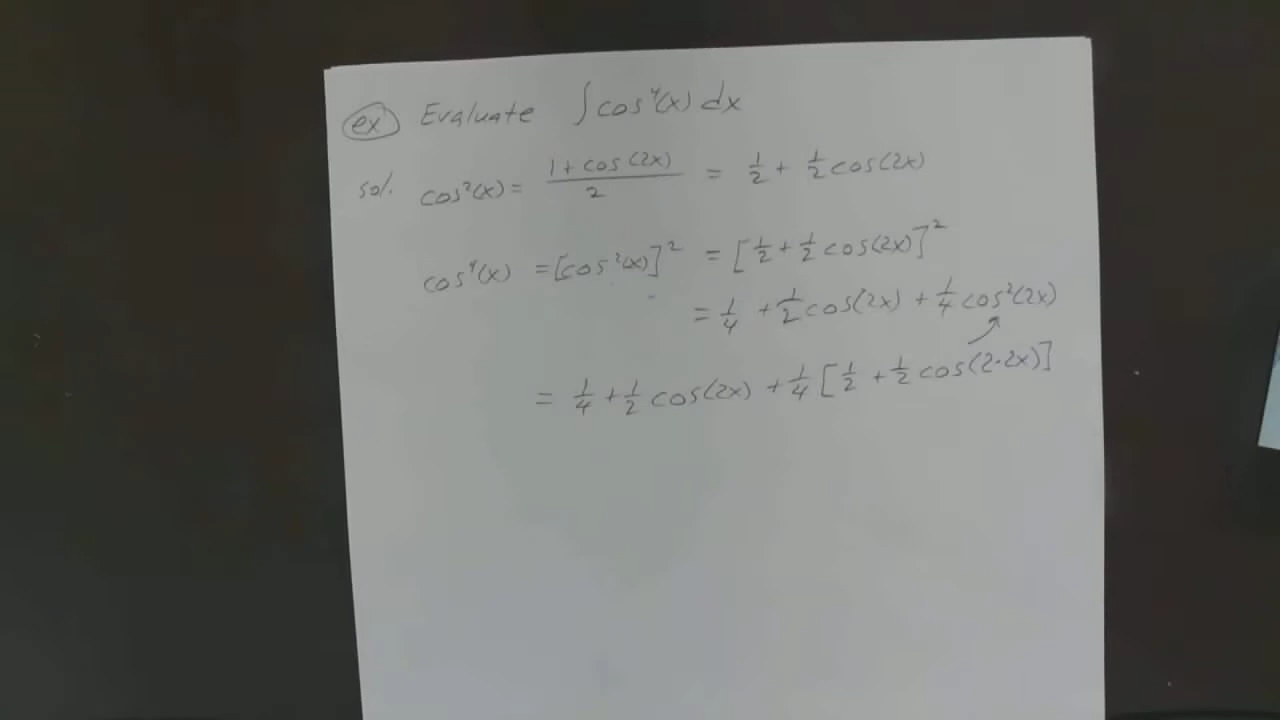 ex Evaluate ∫ cos⁴(x) dx
sol. cos²(x) = 1 + cos(2x) / 2 = 1/2 + 1/2 cos(2x)
cos⁴(x) = [cos²(x)]² = [1/2 + 1/2 cos(2x)]²
= 1/4 + 1/2 cos(2x) + 1/4 cos²(2x)
= 1/4 + 1/2 cos(2x) + 1/4 [1/2 + 1/2 cos(2·2x)]